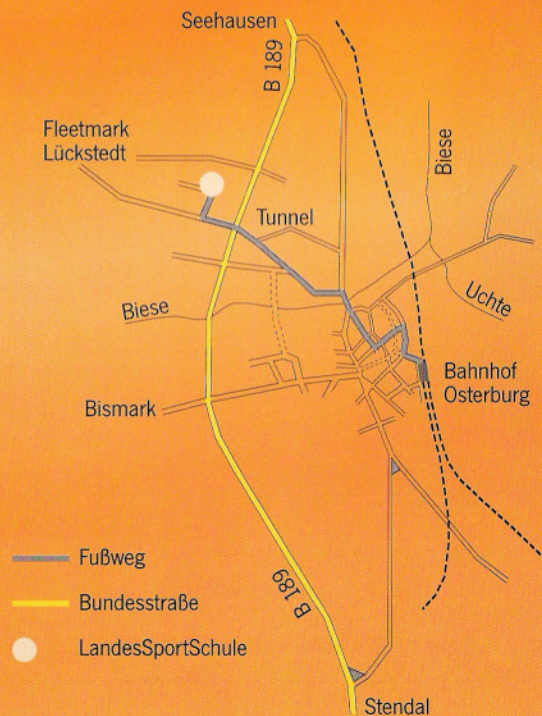 Seehausen
B 189
Fleetmark
Lückstedt
Biese
Tunnel
Biese
Uchte
Bahnhof
Osterburg
Bismark
Fußweg
Bundesstraße
B 189
LandesSportSchule
Stendal